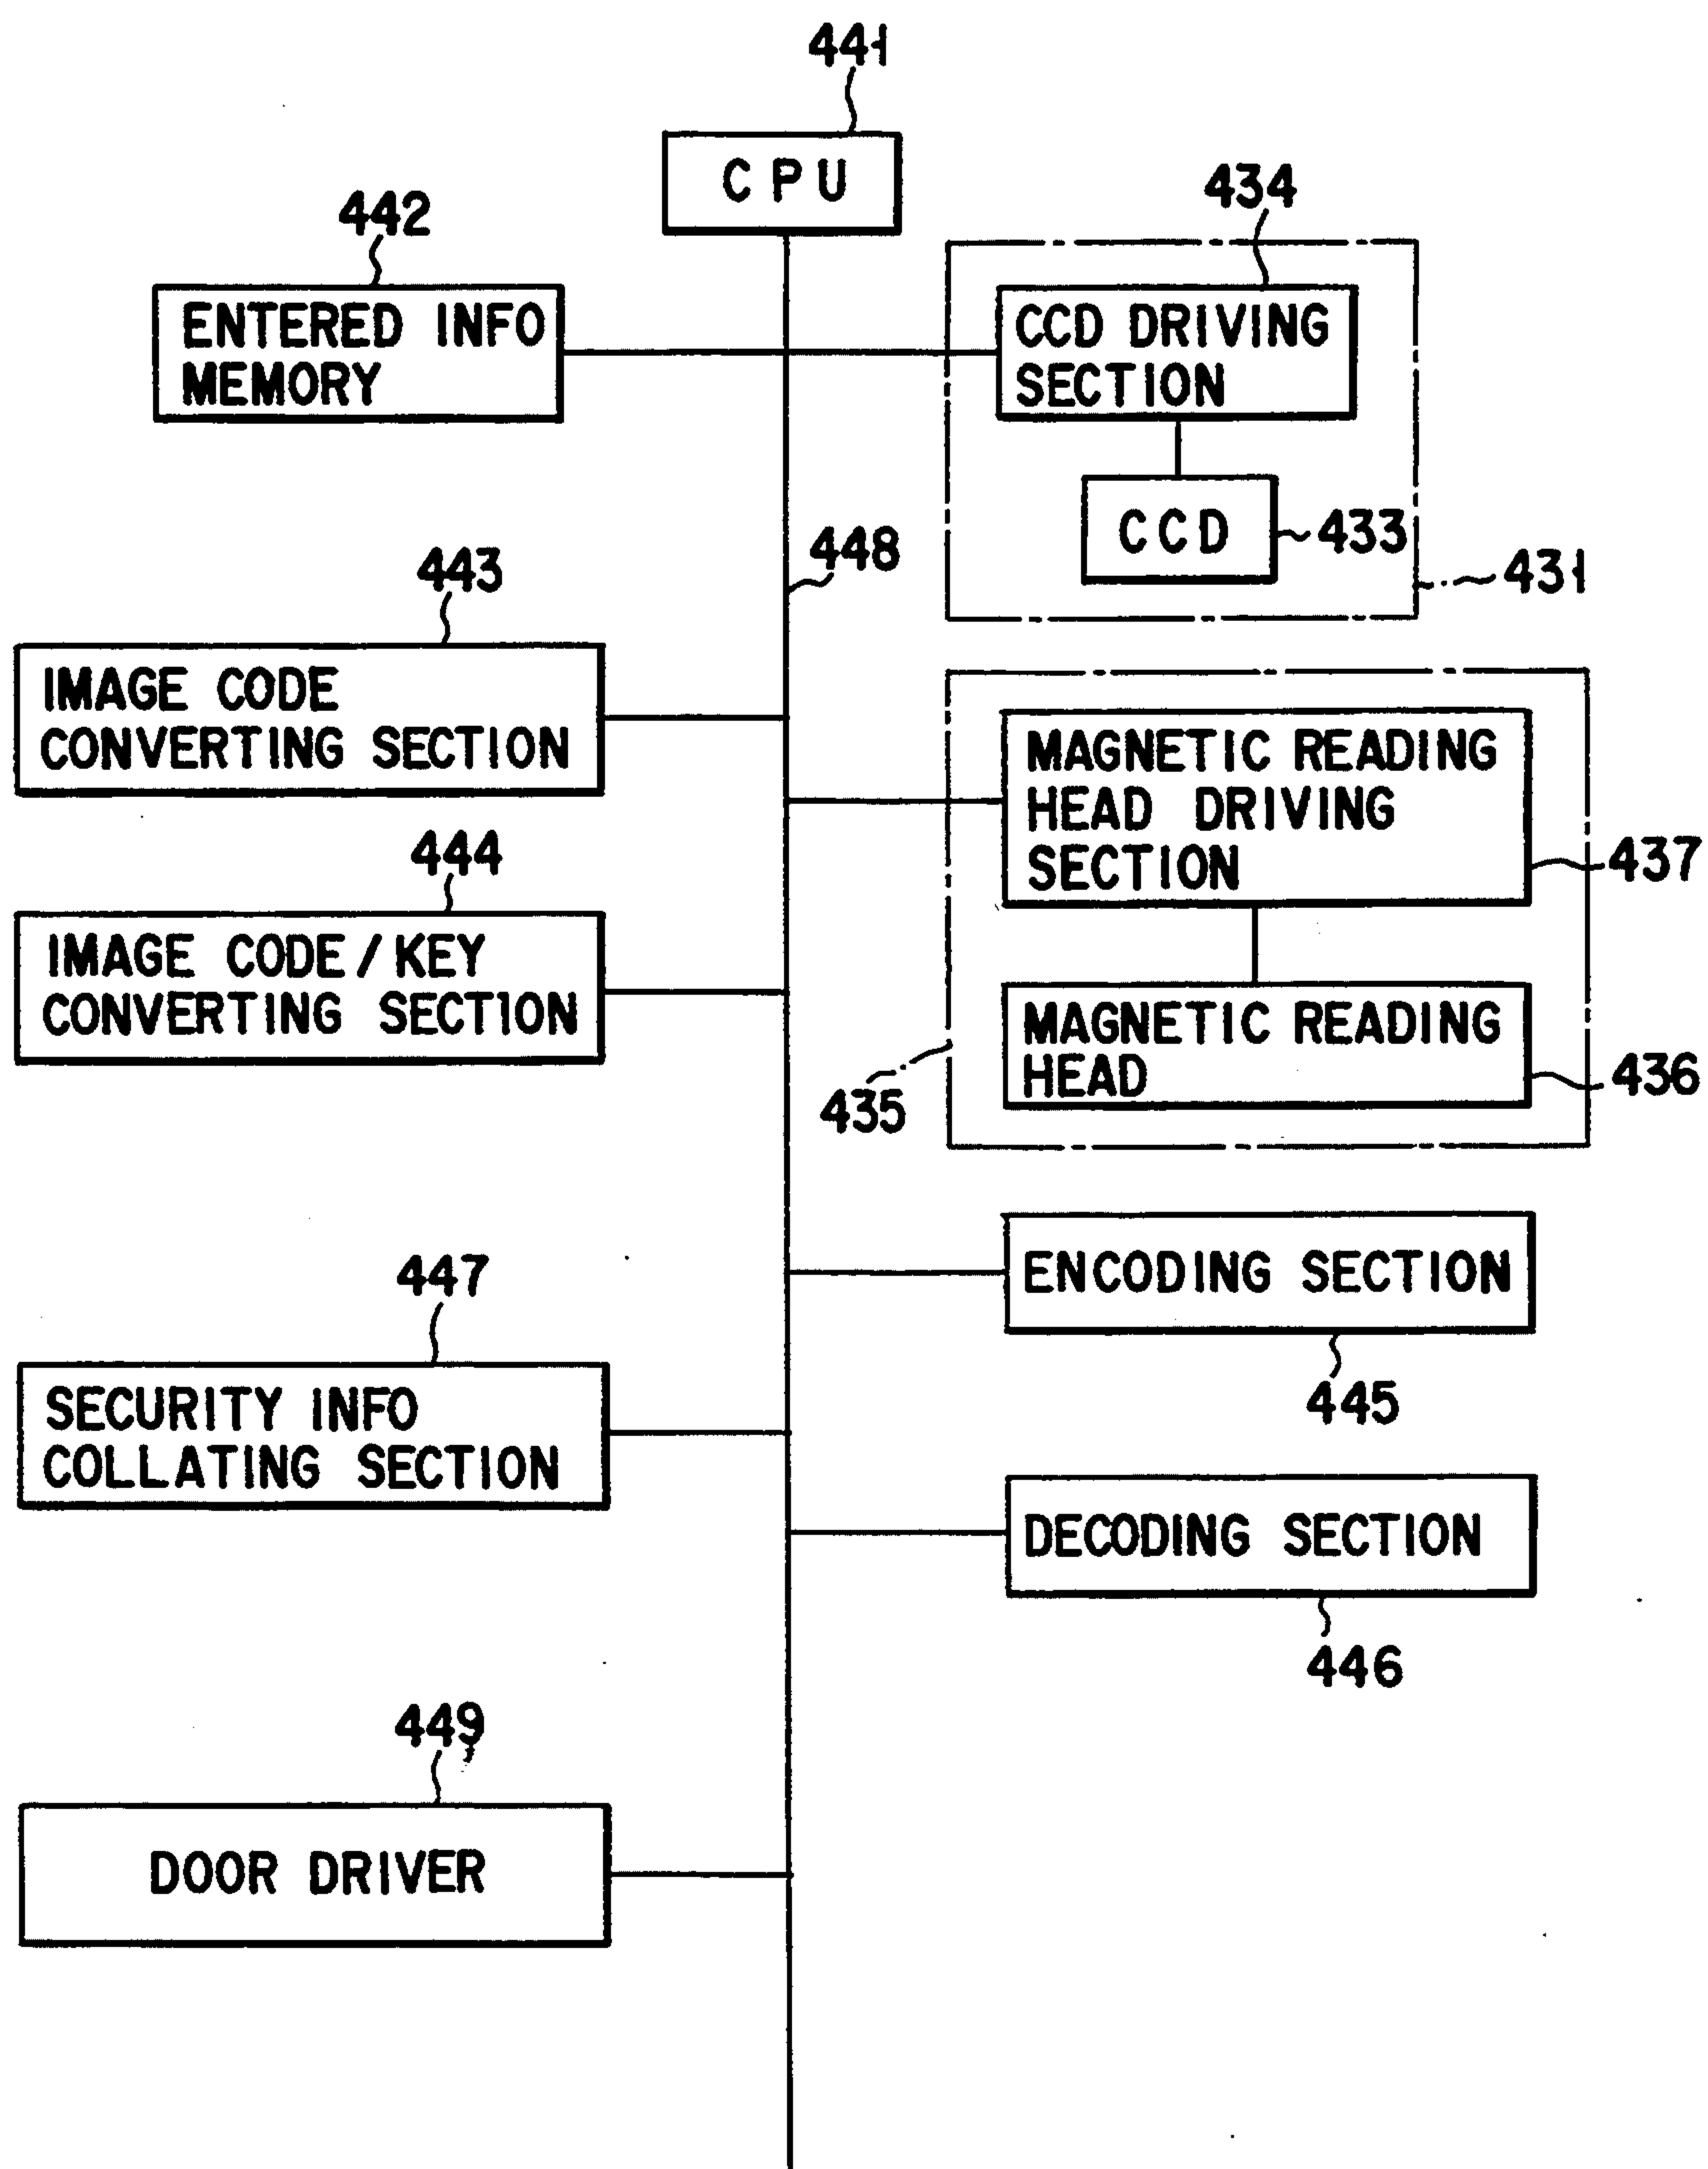 441
CPU
442
434
ENTERED INFO
MEMORY
CCD DRIVING
SECTION
CCD
433
448
431
443
IMAGE CODE
CONVERTING SECTION
MAGNETIC READING
HEAD DRIVING
SECTION
437
444
IMAGE CODE/KEY
CONVERTING SECTION
MAGNETIC READING
HEAD
436
435
ENCODING SECTION
445
447
SECURITY INFO
COLLATING SECTION
DECODING SECTION
446
449
DOOR DRIVER